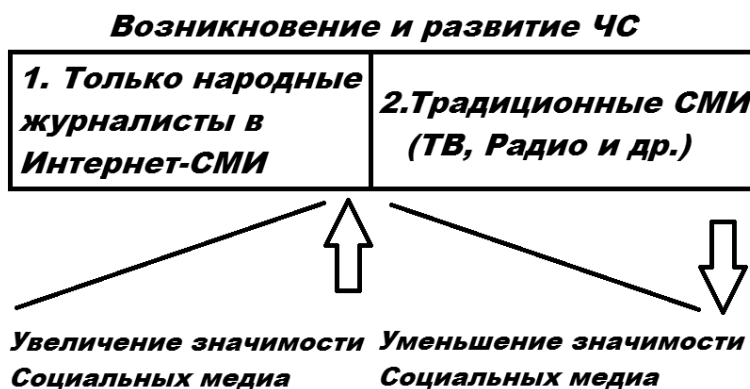 Возникновение и развитие ЧС
1. Только народные
журналисты в
Интернет-СМИ
2.Традиционные СМИ
(ТВ, Радио и др.)
Увеличение значимости
Социальных медиа
Уменьшение значимости
Социальных медиа